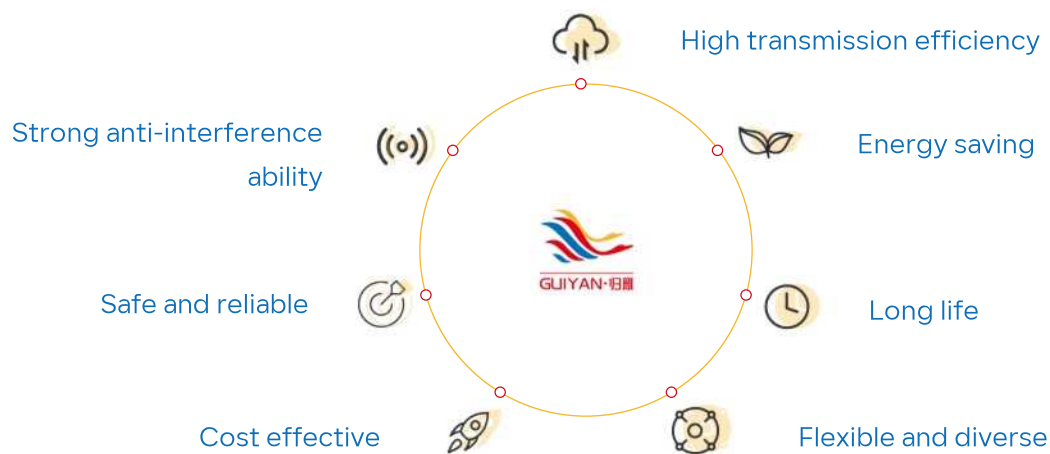 High transmission efficiency
Strong anti-interference
ability
Energy saving
GUIYAN·归雁
Safe and reliable
Long life
Cost effective
Flexible and diverse